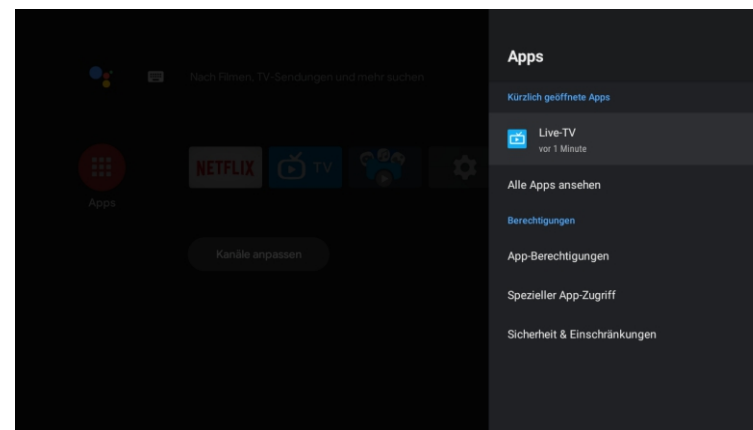 Nach Filmen, TV-Sendungen und mehr suchen
NETFLIX
TV
Apps
Kanäle anpassen
Apps
Kürzlich geöffnete Apps
Live-TV
vor 1 Minute
Alle Apps ansehen
Berechtigungen
App-Berechtigungen
Spezieller App-Zugriff
Sicherheit & Einschränkungen